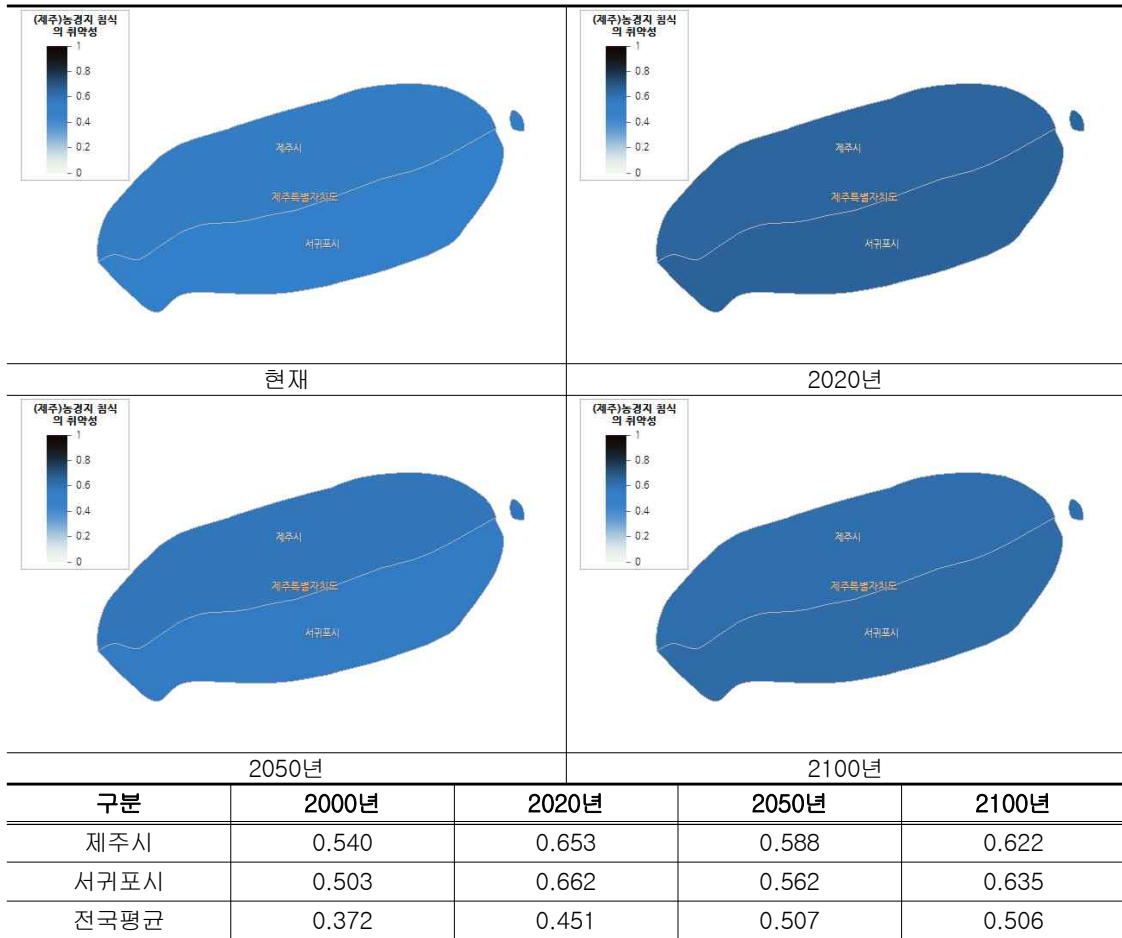 (제주)농경지 침식
의 취약성
1
0.8
0.6
0.4
0.2
0
제주시
제주특별자치도
서귀포시
(제주)농경지 침식
의 취약성
1
0.8
0.6
0.4
0.2
0
제주시
제주특별자치도
서귀포시
현재 2020년
(제주)농경지 침식
의 취약성
1
0.8
0.6
0.4
0.2
0
제주시
제주특별자치도
서귀포시
(제주)농경지 침식
의 취약성
1
0.8
0.6
0.4
0.2
0
제주시
제주특별자치도
서귀포시
2050년 2100년
구분 2000년 2020년 2050년 2100년
제주시 0.540 0.653 0.588 0.622
서귀포시 0.503 0.662 0.562 0.635
전국평균 0.372 0.451 0.507 0.506